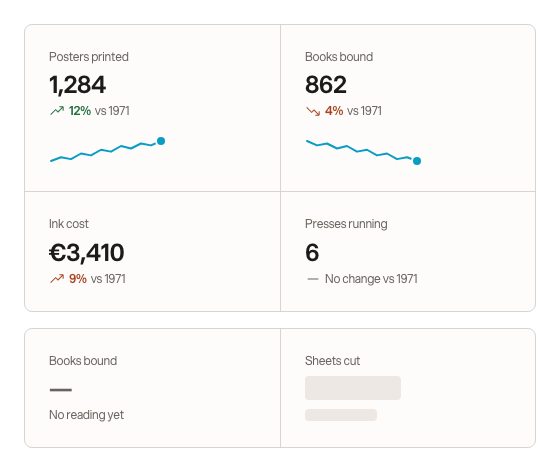 Posters printed
1,284
12% vs 1971
Books bound
862
4% vs 1971
Ink cost
€3,410
9% vs 1971
Presses running
6
— No change vs 1971
Books bound
—
No reading yet
Sheets cut